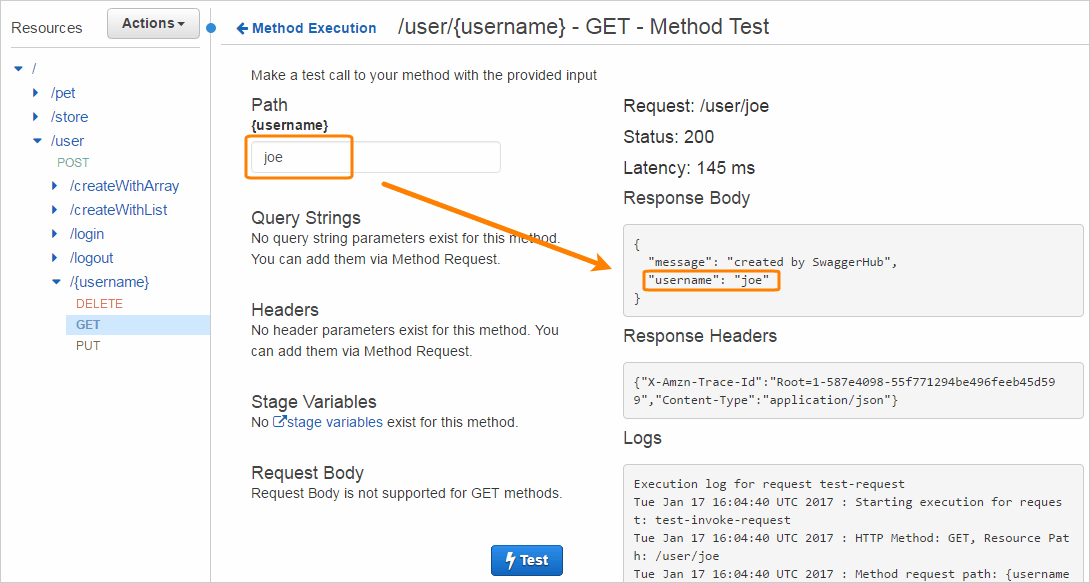 Resources
Actions
/
/pet
/store
/user
POST
/createWithArray
/createWithList
/login
/logout
/{username}
DELETE
GET
PUT
Method Execution
/user/{username} - GET - Method Test
Make a test call to your method with the provided input
Path
{username}
joe
Query Strings
No query string parameters exist for this method.
You can add them via Method Request.
Headers
No header parameters exist for this method. You
can add them via Method Request.
Stage Variables
No stage variables exist for this method.
Request Body
Request Body is not supported for GET methods.
Test
Request: /user/joe
Status: 200
Latency: 145 ms
Response Body
{
"message": "created by SwaggerHub",
"username": "joe"
}
Response Headers
{"X-Amzn-Trace-Id":"Root=1-587e4098-55f771294be496feeb45d59
9","Content-Type":"application/json"}
Logs
Execution log for request test-request
Tue Jan 17 16:04:40 UTC 2017 : Starting execution for reques
t: test-invoke-request
Tue Jan 17 16:04:40 UTC 2017 : HTTP Method: GET, Resource Pat
h: /user/joe
Tue Jan 17 16:04:40 UTC 2017 : Method request path: {username